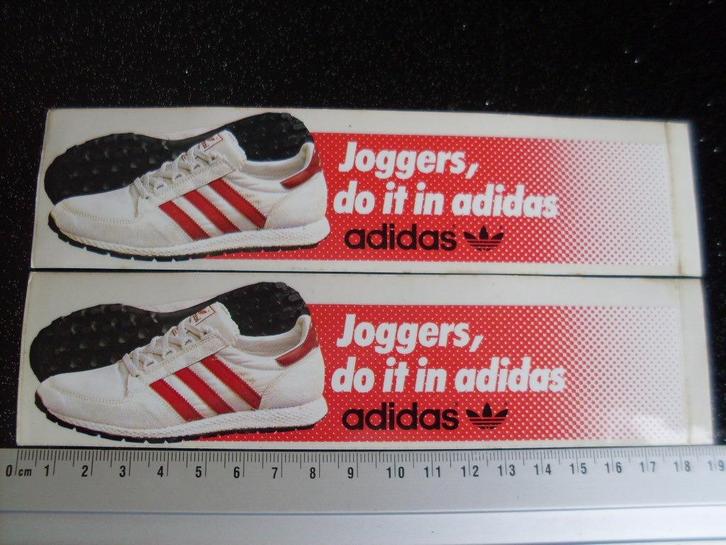 Joggers,
do it in adidas
adidas
Joggers,
do it in adidas
adidas
0 cm 1 2 3 4 5 6 7 8 9 10 11 12 13 14 15 16 17 18 19